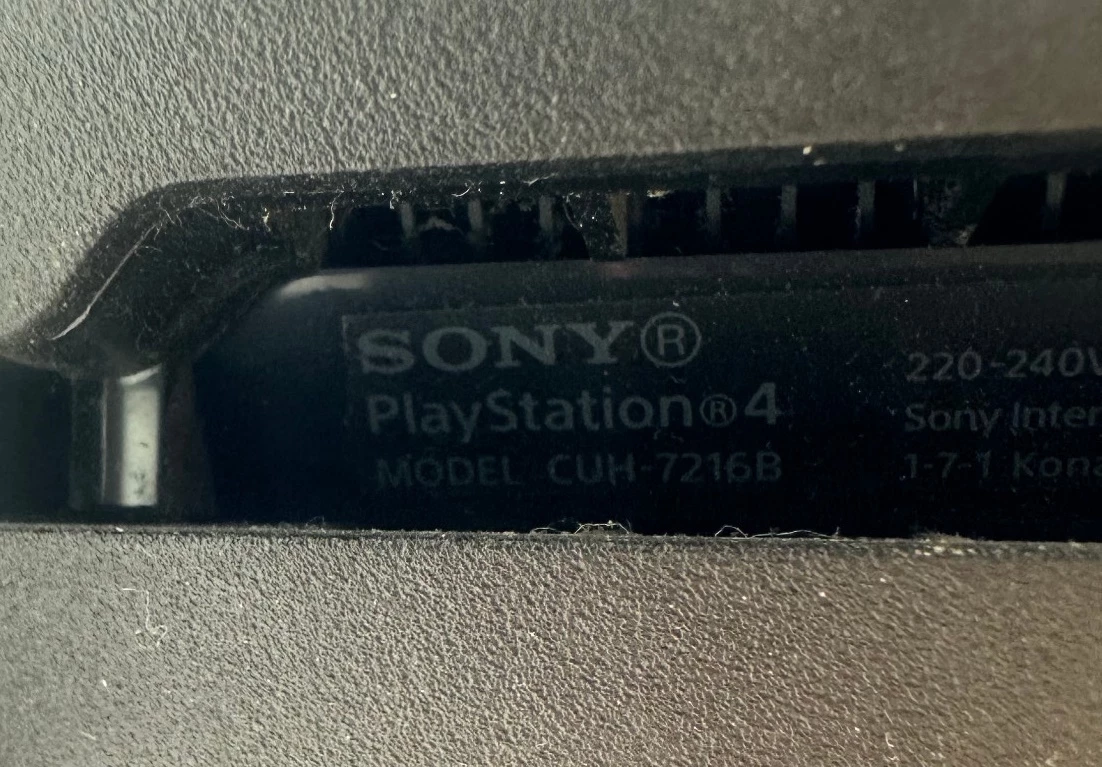 SONY®
PlayStation®4
MODEL CUH-7216B
220-240V
Sony Inter
1-7-1 Kona